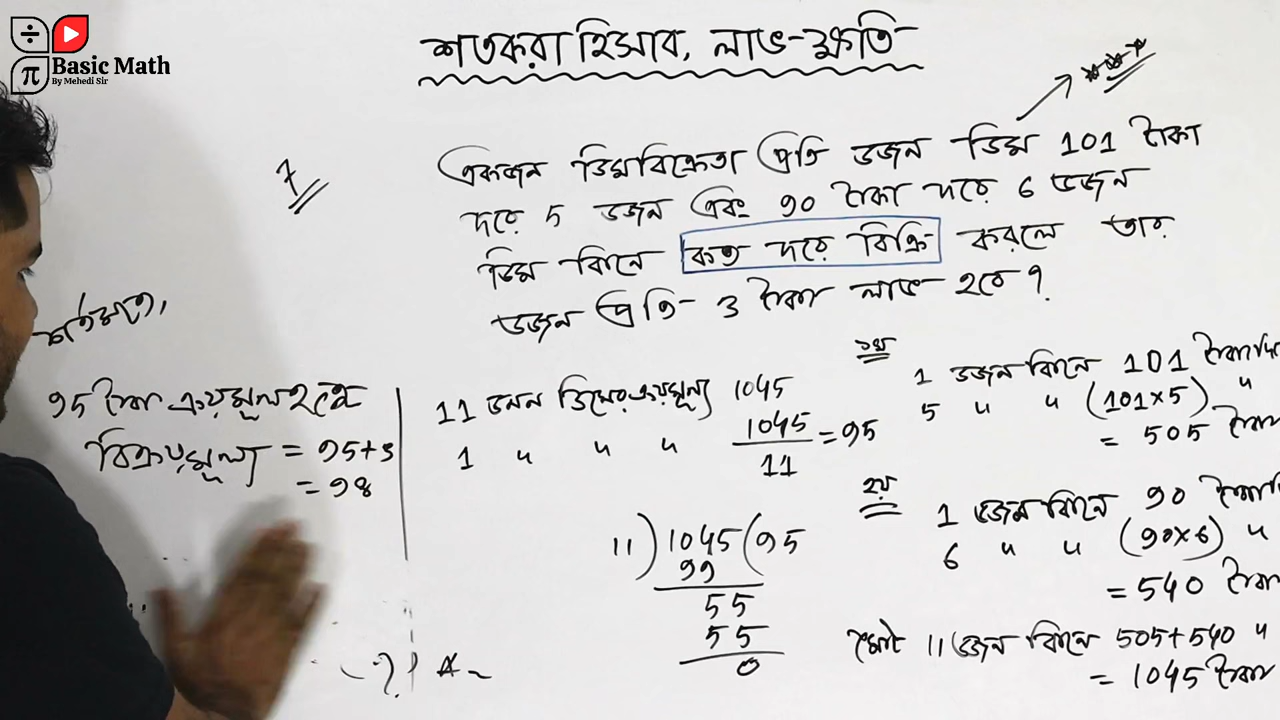 Basic Math
By Mehedi Sir
শতকরা হিসাব, লাভ-ক্ষতি
7
একজন ডিমবিক্রেতা প্রতি ডজন ডিম 101 টাকা
দরে 5 ডজন এবং 90 টাকা দরে 6 ডজন
ডিম কিনে কত দরে বিক্রি করলে তার
ডজন প্রতি 3 টাকা লাভ হবে?
শর্তমতে,
95 টাকা ক্রয়মূল্য হলে
বিক্রয়মূল্য = 95+3
= 98
11 ডজন ডিমের ক্রয়মূল্য 1045
1 " " " 1045/11 = 95
11) 1045 (95
99
55
55
0
১ম
1 ডজন কিনে 101 টাকা
5 " " (101×5) "
= 505 টাকা
২য়
1 ডজন কিনে 90 টাকা
6 " " (90×6) "
= 540 টাকা
মোট 11 ডজন কিনে 505+540 "
= 1045 টাকা